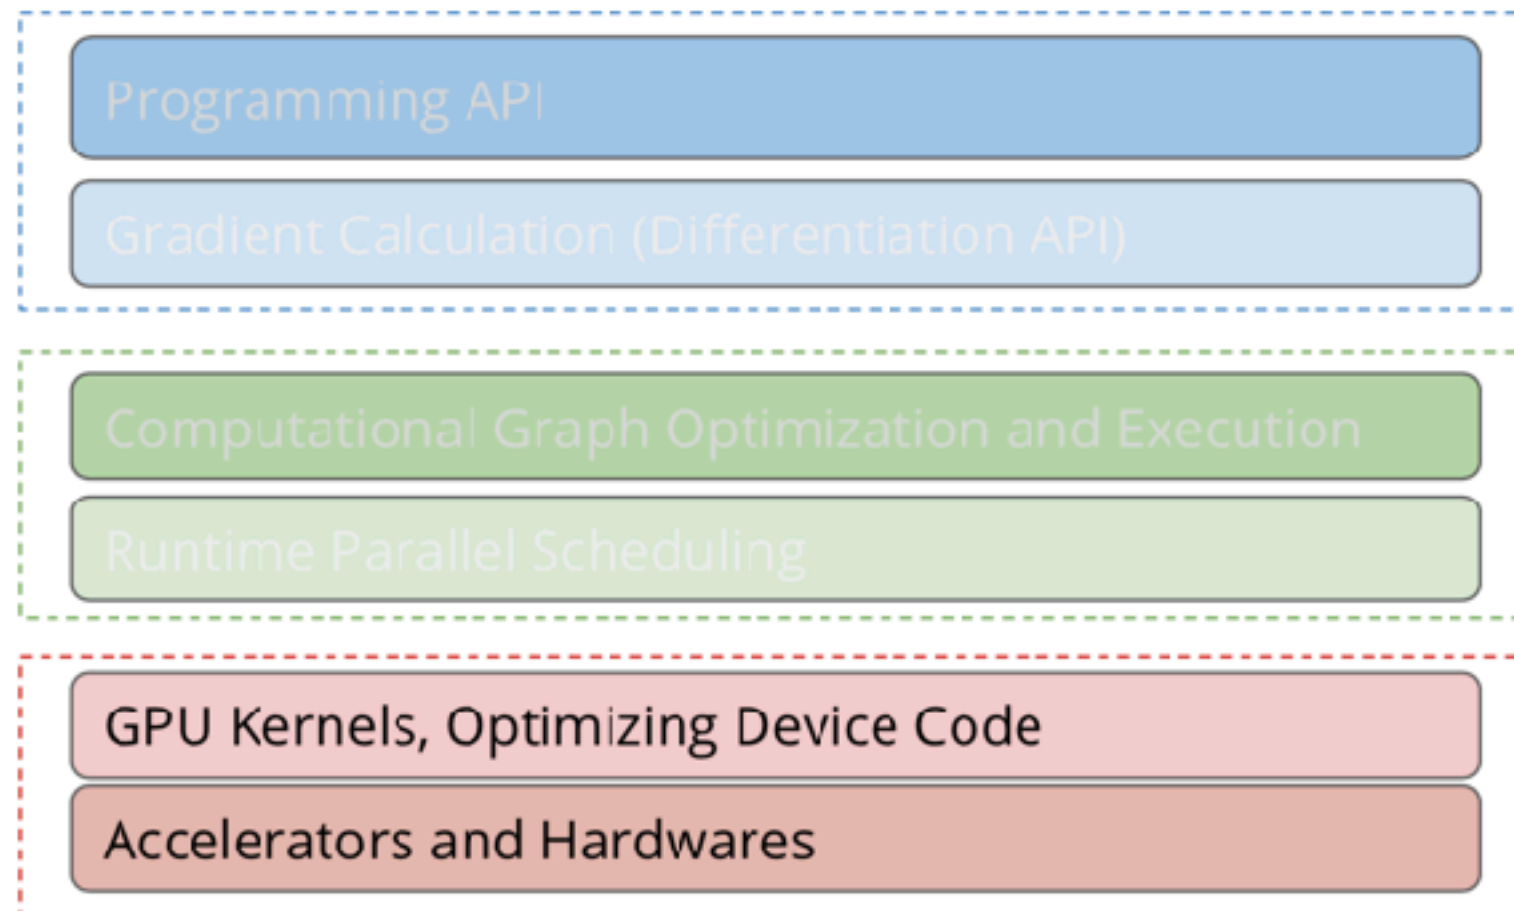 Programming API
Gradient Calculation (Differentiation API)
Computational Graph Optimization and Execution
Runtime Parallel Scheduling
GPU Kernels, Optimizing Device Code
Accelerators and Hardwares